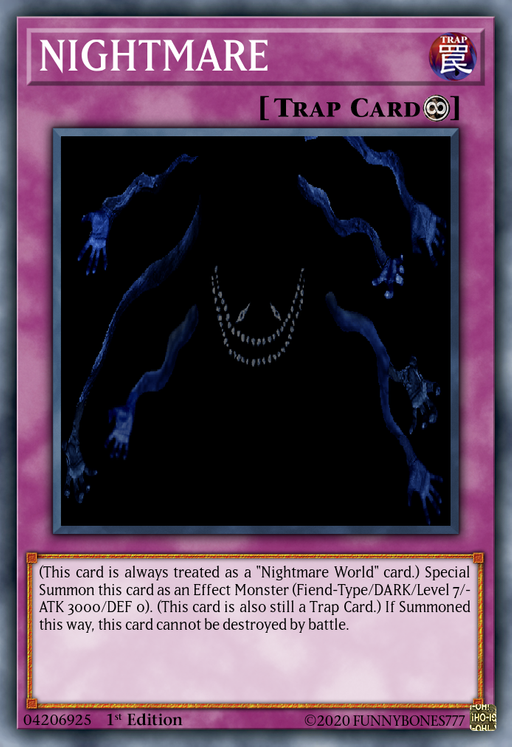 NIGHTMARE
TRAP
罠
[ TRAP CARD ]
(This card is always treated as a "Nightmare World" card.) Special
Summon this card as an Effect Monster (Fiend-Type/DARK/Level 7/-
ATK 3000/DEF 0). (This card is also still a Trap Card.) If Summoned
this way, this card cannot be destroyed by battle.
04206925 1st Edition ©2020 FUNNYBONES777